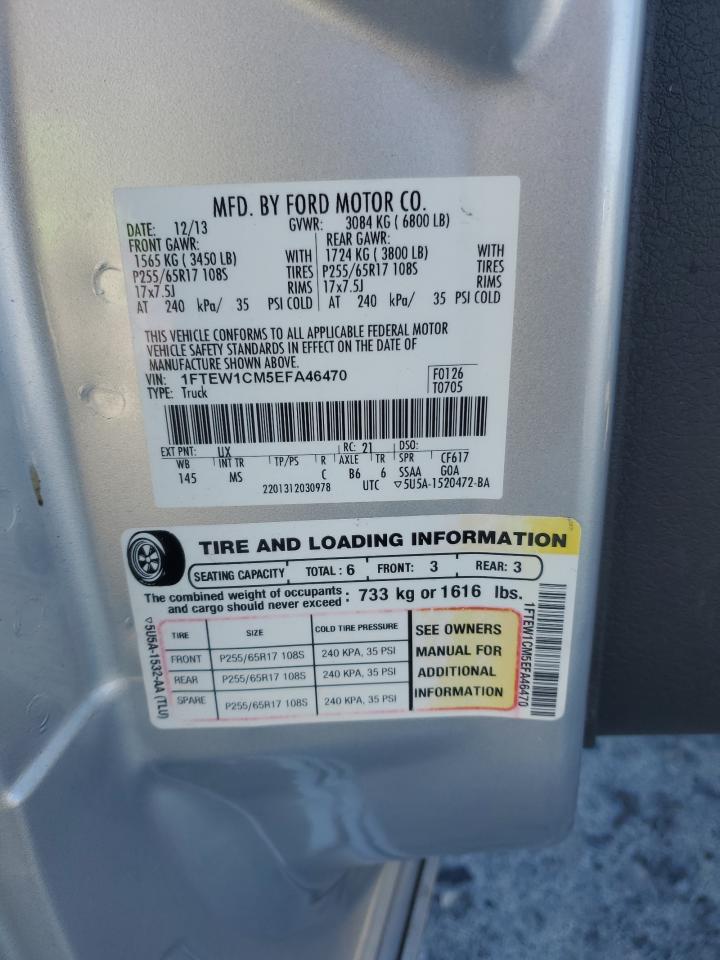 MFD. BY FORD MOTOR CO.
DATE: 12/13 GVWR: 3084 KG ( 6800 LB)
FRONT GAWR: REAR GAWR:
1565 KG ( 3450 LB) WITH 1724 KG ( 3800 LB) WITH
P255/65R17 108S TIRES P255/65R17 108S TIRES
17x7.5J RIMS 17x7.5J RIMS
AT 240 kPa/ 35 PSI COLD AT 240 kPa/ 35 PSI COLD
THIS VEHICLE CONFORMS TO ALL APPLICABLE FEDERAL MOTOR
VEHICLE SAFETY STANDARDS IN EFFECT ON THE DATE OF
MANUFACTURE SHOWN ABOVE.
VIN: 1FTEW1CM5EFA46470 F0126
TYPE: Truck T0705
EXT PNT: UX RC: 21 DSO:
WB INT TR TP/PS R AXLE TR SPR CF617
145 MS C B6 6 SSAA GOA
2201312030978 UTC ▽5U5A-1520472-BA
TIRE AND LOADING INFORMATION
SEATING CAPACITY TOTAL : 6 FRONT: 3 REAR: 3
The combined weight of occupants
and cargo should never exceed : 733 kg or 1616 lbs.
TIRE SIZE COLD TIRE PRESSURE
FRONT P255/65R17 108S 240 KPA, 35 PSI
REAR P255/65R17 108S 240 KPA, 35 PSI
SPARE P255/65R17 108S 240 KPA, 35 PSI
SEE OWNERS
MANUAL FOR
ADDITIONAL
INFORMATION
▽5U5A-1532-AA (TLU)
1FTEW1CM5EFA46470